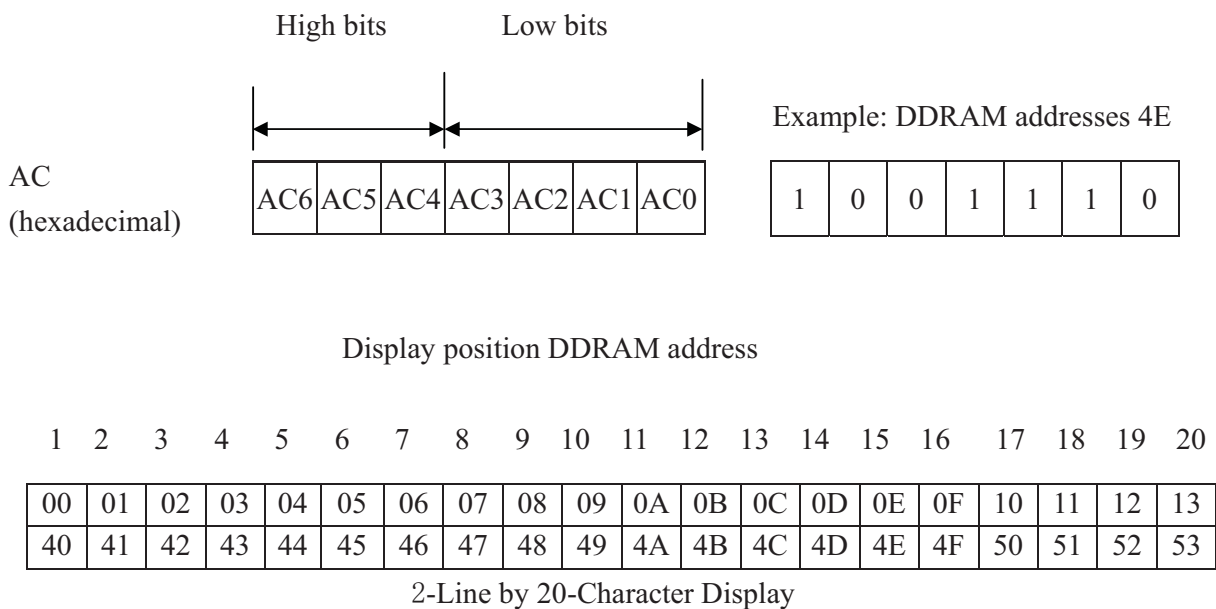 High bits Low bits
Example: DDRAM addresses 4E
AC
(hexadecimal)
AC6 AC5 AC4 AC3 AC2 AC1 AC0 1 0 0 1 1 1 0
Display position DDRAM address
1 2 3 4 5 6 7 8 9 10 11 12 13 14 15 16 17 18 19 20
00 01 02 03 04 05 06 07 08 09 0A 0B 0C 0D 0E 0F 10 11 12 13
40 41 42 43 44 45 46 47 48 49 4A 4B 4C 4D 4E 4F 50 51 52 53
2-Line by 20-Character Display